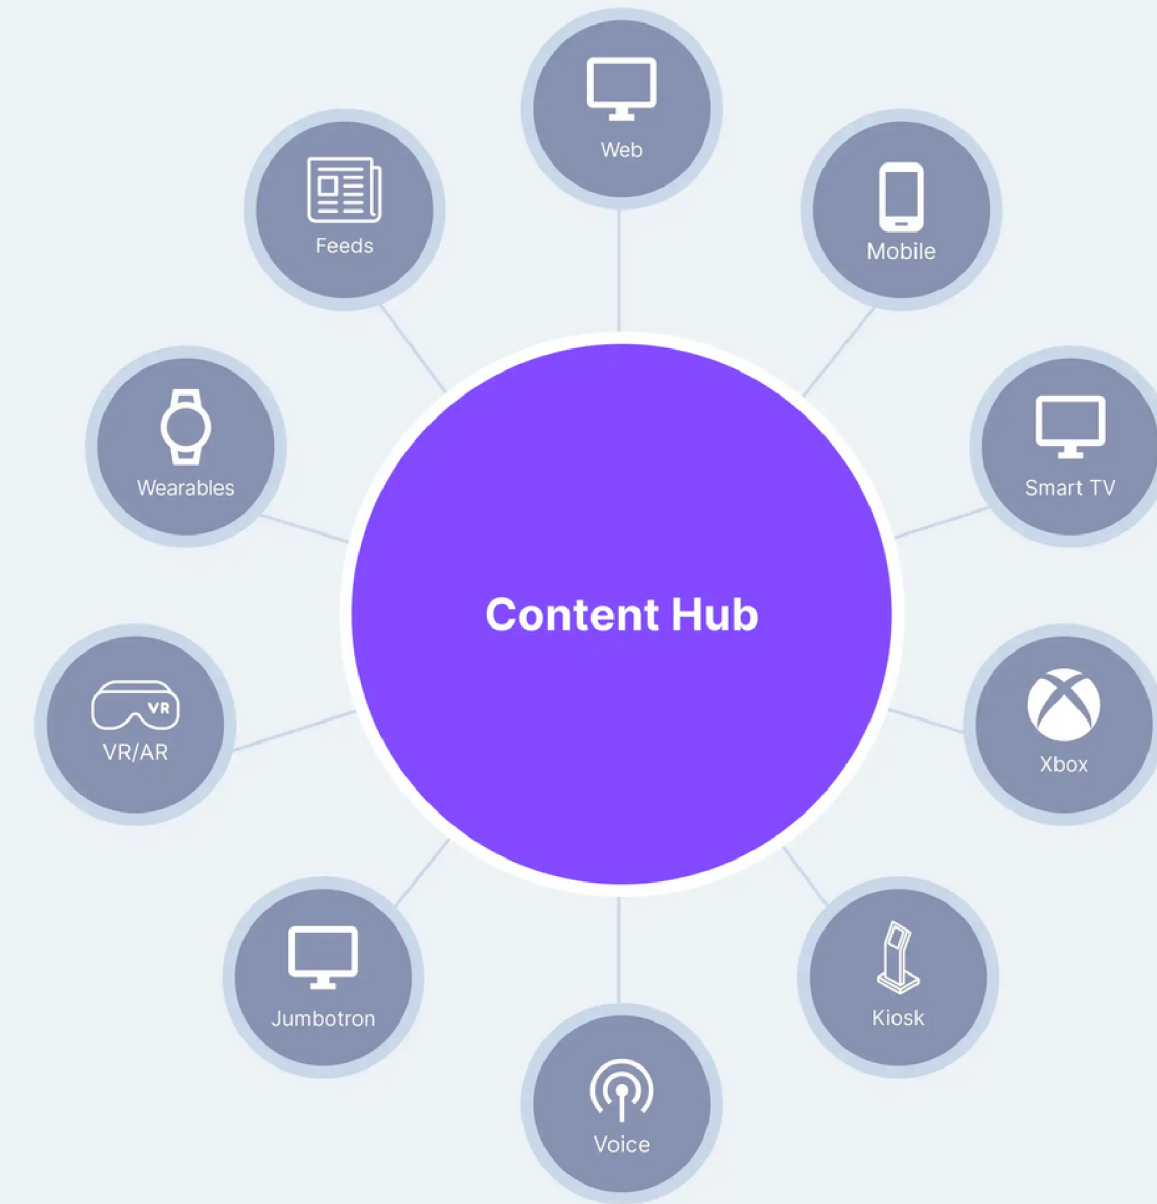 Web
Feeds
Mobile
Wearables
Smart TV
Content Hub
VR
VR/AR
Xbox
Jumbotron
Kiosk
Voice